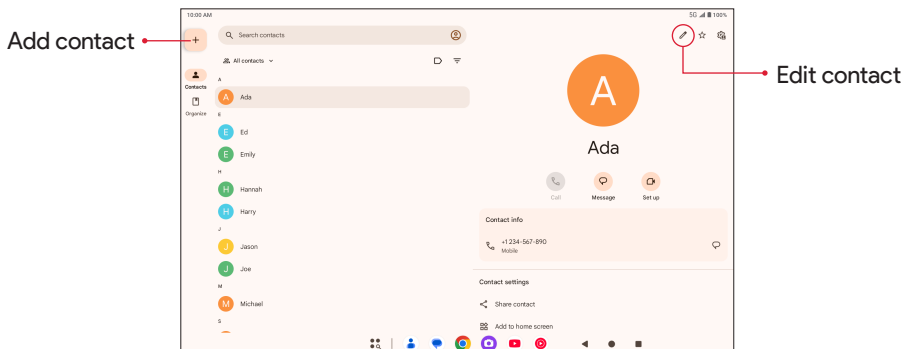 10:00 AM
5G 100%
Add contact
+
Search contacts
Edit contact
All contacts
Contacts
Organize
A
A Ada
E
E Ed
E Emily
H
H Hannah
H Harry
J
J Jason
J Joe
M
M Michael
S
A
Ada
Call Message Set up
Contact info
+1 234-567-890
Mobile
Contact settings
Share contact
Add to home screen